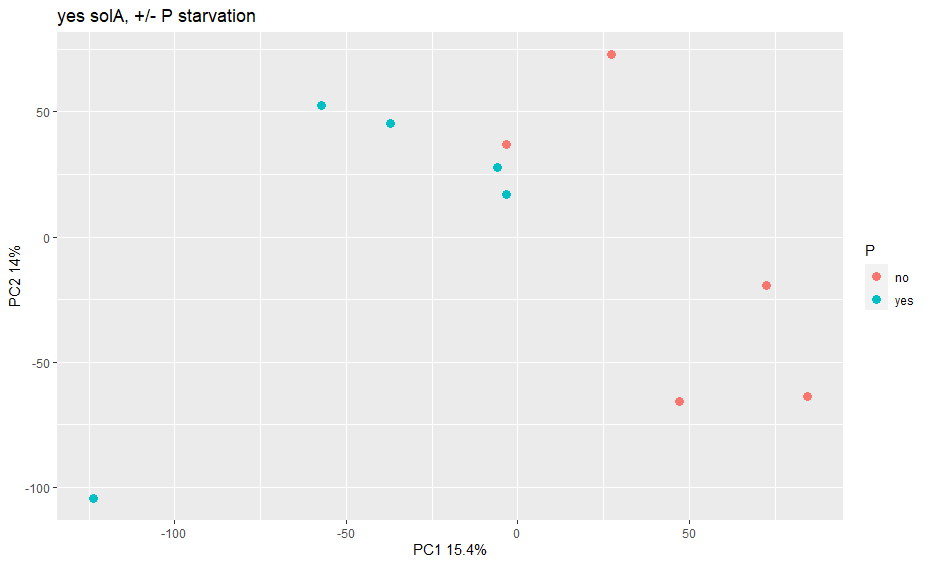 yes solA, +/- P starvation
50
0
-50
-100
PC2 14%
-100
-50
0
50
PC1 15.4%
P
no
yes